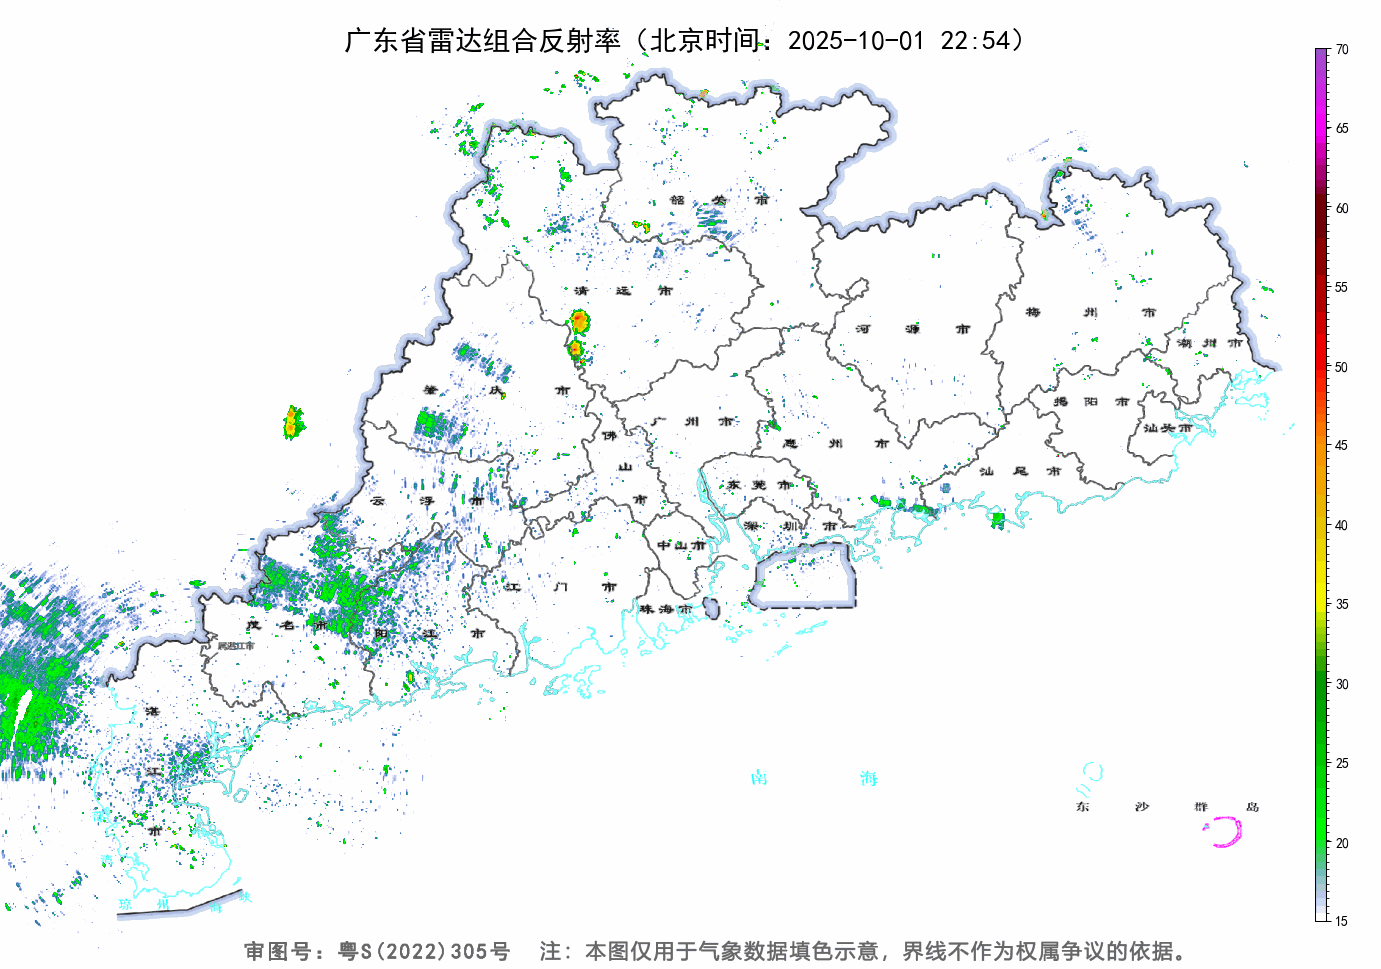 广东省雷达组合反射率（北京时间：2025-10-01 22:54）
70
65
60
55
50
45
40
35
30
25
20
15
韶关市
清远市
河源市
梅州市
潮州市
肇庆市
揭阳市
汕头市
广州市
佛山市
惠州市
汕尾市
云浮市
东莞市
深圳市
中山市
江门市
珠海市
茂名市
阳江市
属湛江市
湛江市
南海
东沙群岛
琼州海峡
审图号：粤S(2022)305号 注：本图仅用于气象数据填色示意，界线不作为权属争议的依据。